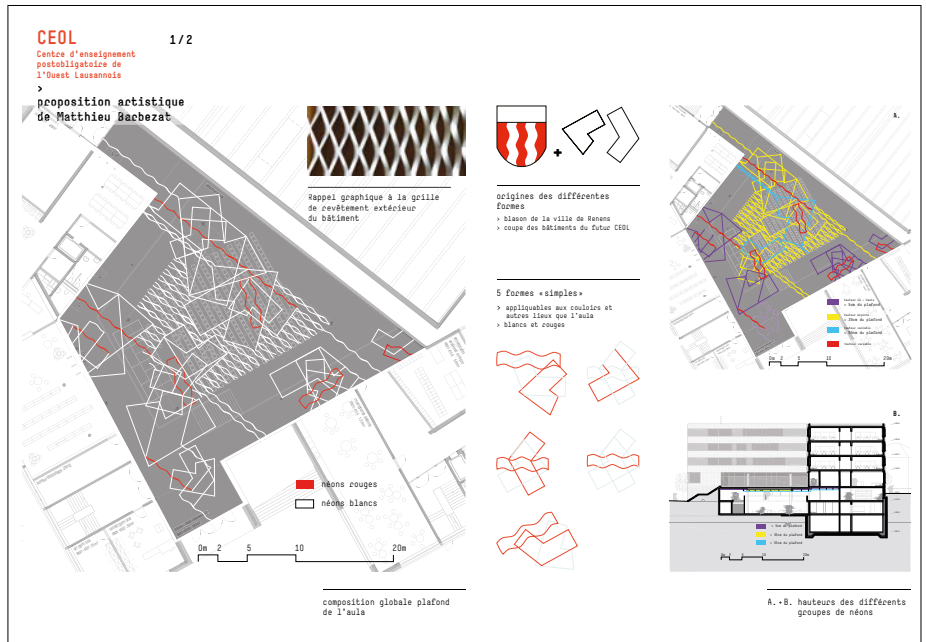 CEOL
1/2
Centre d'enseignement
postobligatoire de
l'Ouest Lausannois
>
proposition artistique
de Matthieu Barbezat
Rappel graphique à la grille
de revêtement extérieur
du bâtiment
néons rouges
néons blancs
0m 2 5 10 20m
composition globale plafond
de l'aula
origines des différentes
formes
> blason de la ville de Renens
> coupe des bâtiments du futur CEOL
5 formes «simples»
> appliquables aux couloirs et
autres lieux que l'aula
> blancs et rouges
A.
0m 2 5 10 20m
B.
A.+B. hauteurs des différents
groupes de néons